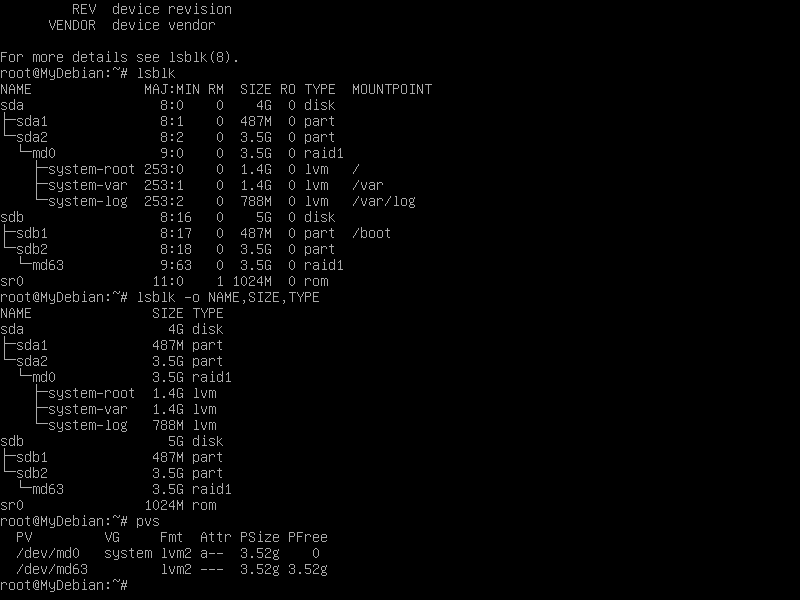 REV  device revision
      VENDOR  device vendor

For more details see lsblk(8).
root@MyDebian:~# lsblk
NAME              MAJ:MIN RM  SIZE RO TYPE  MOUNTPOINT
sda                 8:0    0    4G  0 disk
├─sda1              8:1    0  487M  0 part
└─sda2              8:2    0  3.5G  0 part
  └─md0             9:0    0  3.5G  0 raid1
    ├─system-root 253:0    0  1.4G  0 lvm   /
    ├─system-var  253:1    0  1.4G  0 lvm   /var
    └─system-log  253:2    0  788M  0 lvm   /var/log
sdb                 8:16   0    5G  0 disk
├─sdb1              8:17   0  487M  0 part  /boot
└─sdb2              8:18   0  3.5G  0 part
  └─md63            9:63   0  3.5G  0 raid1
sr0                11:0    1 1024M  0 rom
root@MyDebian:~# lsblk -o NAME,SIZE,TYPE
NAME               SIZE TYPE
sda                  4G disk
├─sda1             487M part
└─sda2             3.5G part
  └─md0            3.5G raid1
    ├─system-root  1.4G lvm
    ├─system-var   1.4G lvm
    └─system-log   788M lvm
sdb                  5G disk
├─sdb1             487M part
└─sdb2             3.5G part
  └─md63           3.5G raid1
sr0               1024M rom
root@MyDebian:~# pvs
  PV         VG     Fmt  Attr PSize PFree
  /dev/md0   system lvm2 a--  3.52g    0
  /dev/md63         lvm2 ---  3.52g 3.52g
root@MyDebian:~#